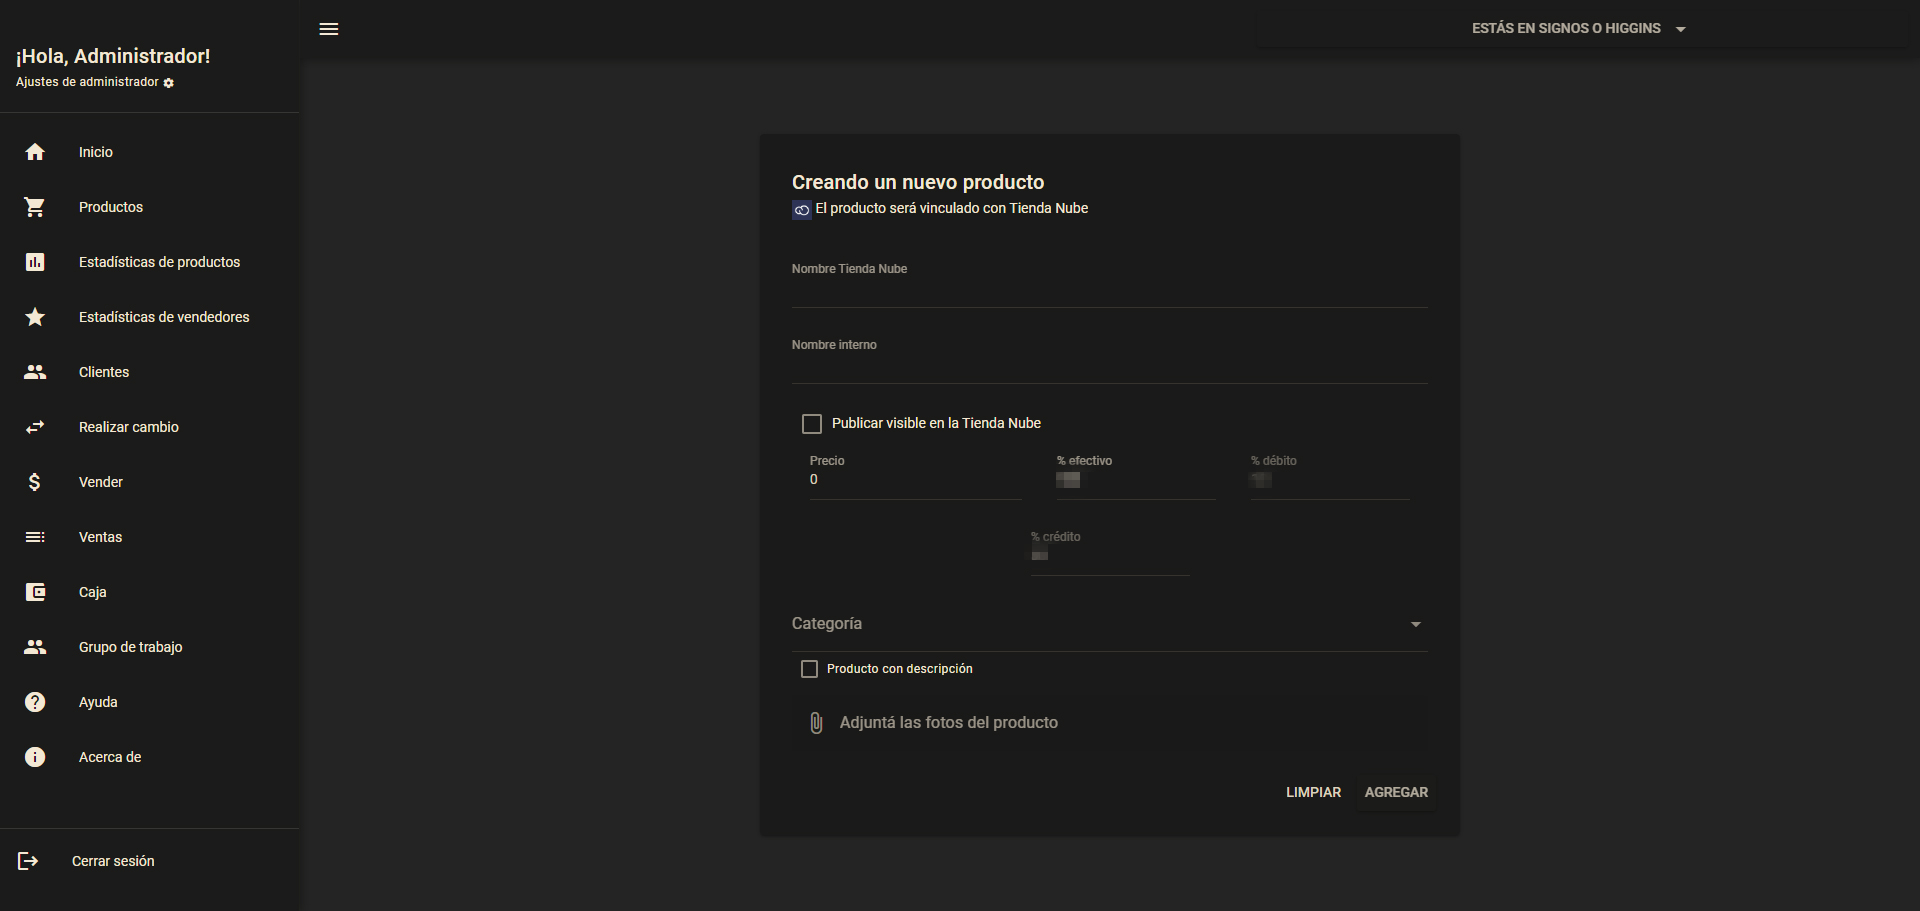 ¡Hola, Administrador!
Ajustes de administrador
Inicio
Productos
Estadísticas de productos
Estadísticas de vendedores
Clientes
Realizar cambio
Vender
Ventas
Caja
Grupo de trabajo
Ayuda
Acerca de
Cerrar sesión
ESTÁS EN SIGNOS O HIGGINS
Creando un nuevo producto
El producto será vinculado con Tienda Nube
Nombre Tienda Nube
Nombre interno
Publicar visible en la Tienda Nube
Precio % efectivo % débito
0
% crédito
Categoría
Producto con descripción
Adjuntá las fotos del producto
LIMPIAR AGREGAR